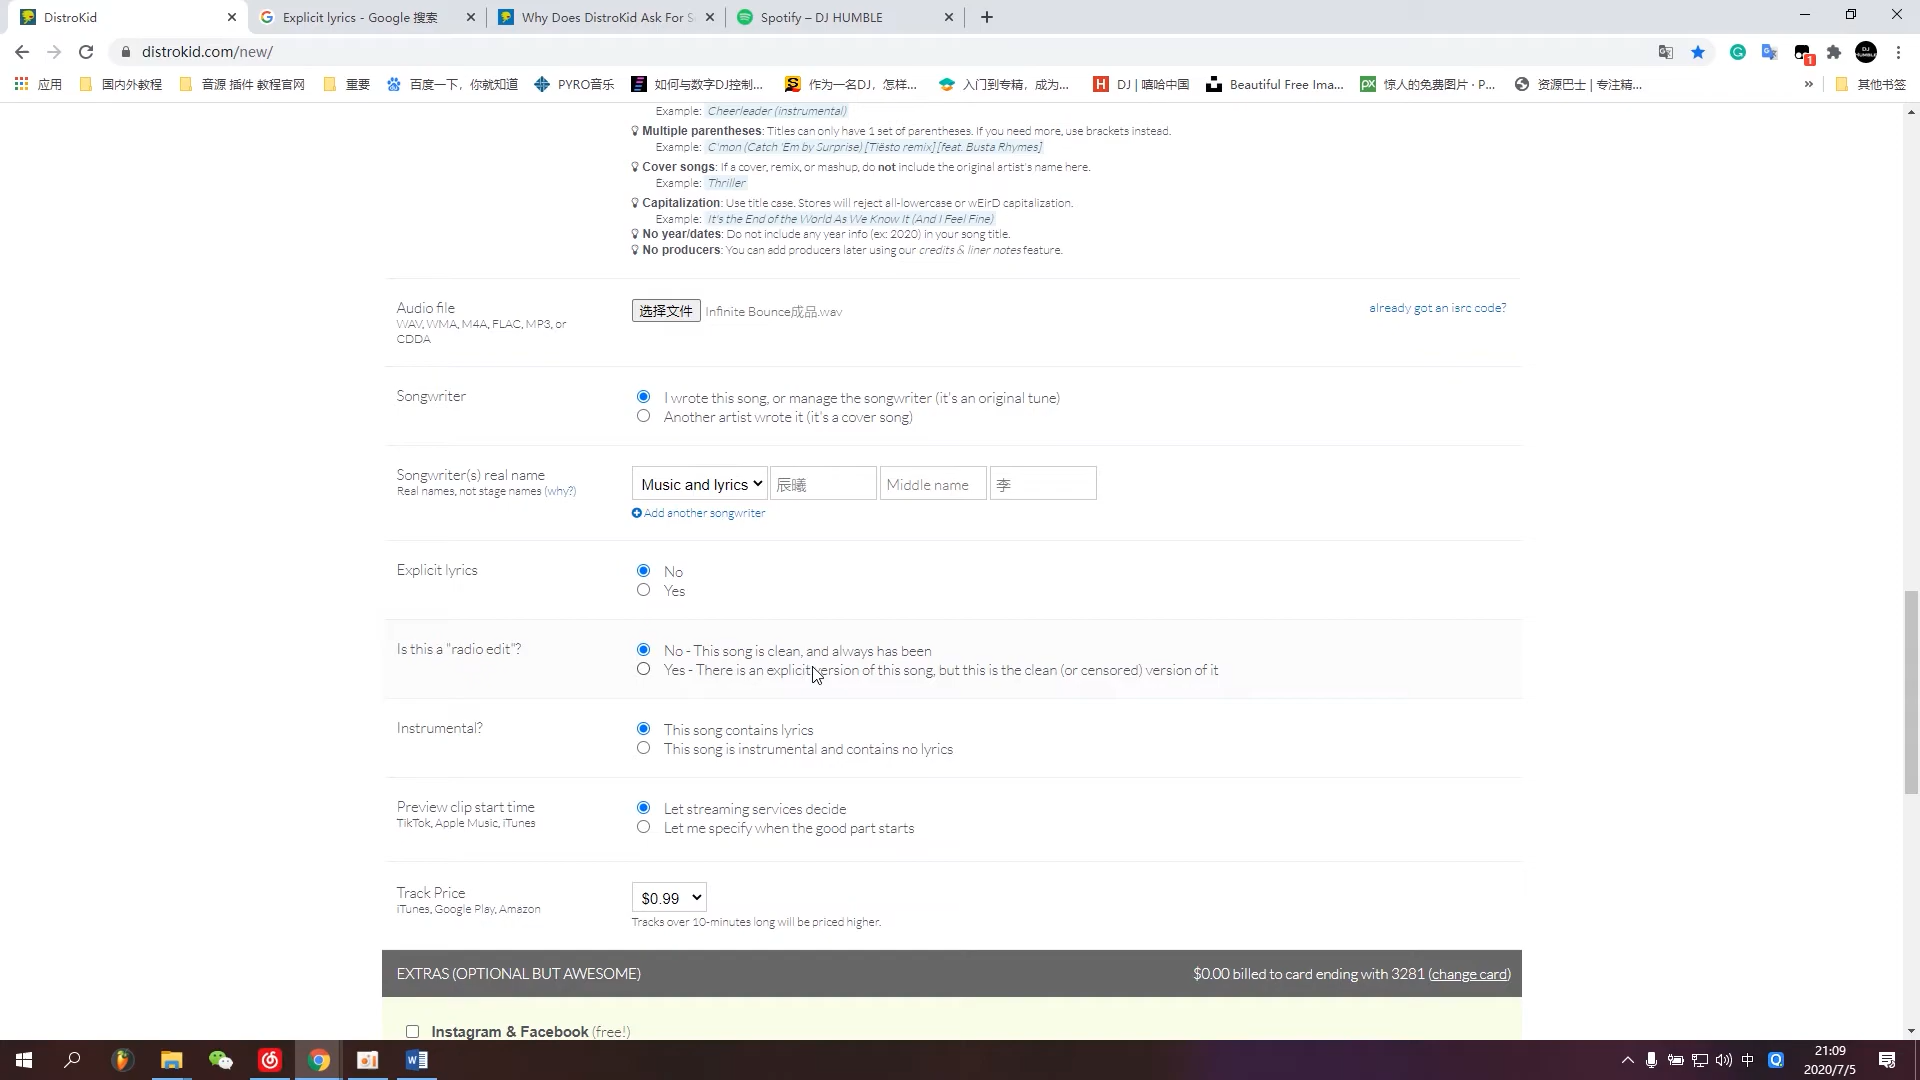 DistroKid
Explicit lyrics - Google 搜索
Why Does DistroKid Ask For S
Spotify – DJ HUMBLE
distrokid.com/new/
应用
国内外教程
音源 插件 教程官网
重要
百度一下，你就知道
PYRO音乐
如何与数字DJ控制...
作为一名DJ，怎样...
入门到专精，成为...
DJ | 嘻哈中国
Beautiful Free Ima...
惊人的免费图片 · P...
资源巴士 | 专注精...
»
其他书签
Example: Cheerleader (instrumental)
Multiple parentheses: Titles can only have 1 set of parentheses. If you need more, use brackets instead.
Example: C'mon (Catch 'Em by Surprise) [Tiësto remix] [feat. Busta Rhymes]
Cover songs: If a cover, remix, or mashup, do not include the original artist's name here.
Example: Thriller
Capitalization: Use title case. Stores will reject all-lowercase or wEirD capitalization.
Example: It's the End of the World As We Know It (And I Feel Fine)
No year/dates: Do not include any year info (ex: 2020) in your song title.
No producers: You can add producers later using our credits & liner notes feature.
Audio file
WAV, WMA, M4A, FLAC, MP3, or
CDDA
选择文件 Infinite Bounce成品.wav
already got an isrc code?
Songwriter
I wrote this song, or manage the songwriter (it's an original tune)
Another artist wrote it (it's a cover song)
Songwriter(s) real name
Real names, not stage names (why?)
Music and lyrics 辰曦 Middle name 李
Add another songwriter
Explicit lyrics
No
Yes
Is this a "radio edit"?
No - This song is clean, and always has been
Yes - There is an explicit version of this song, but this is the clean (or censored) version of it
Instrumental?
This song contains lyrics
This song is instrumental and contains no lyrics
Preview clip start time
TikTok, Apple Music, iTunes
Let streaming services decide
Let me specify when the good part starts
Track Price
iTunes, Google Play, Amazon
$0.99
Tracks over 10-minutes long will be priced higher.
EXTRAS (OPTIONAL BUT AWESOME)
$0.00 billed to card ending with 3281 (change card)
Instagram & Facebook (free!)
中
21:09
2020/7/5